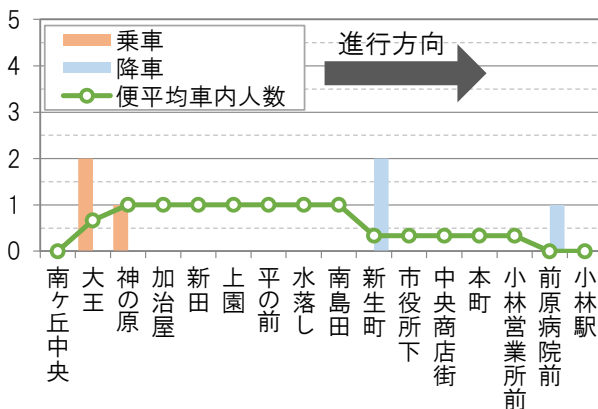 5
4
3
2
1
0
乗車
降車
便平均車内人数
進行方向
南ヶ丘中央
大王
神の原
加治屋
新田
上園
平の前
水落し
南島田
新生町
市役所下
中央商店街
本町
小林営業所前
前原病院前
小林駅